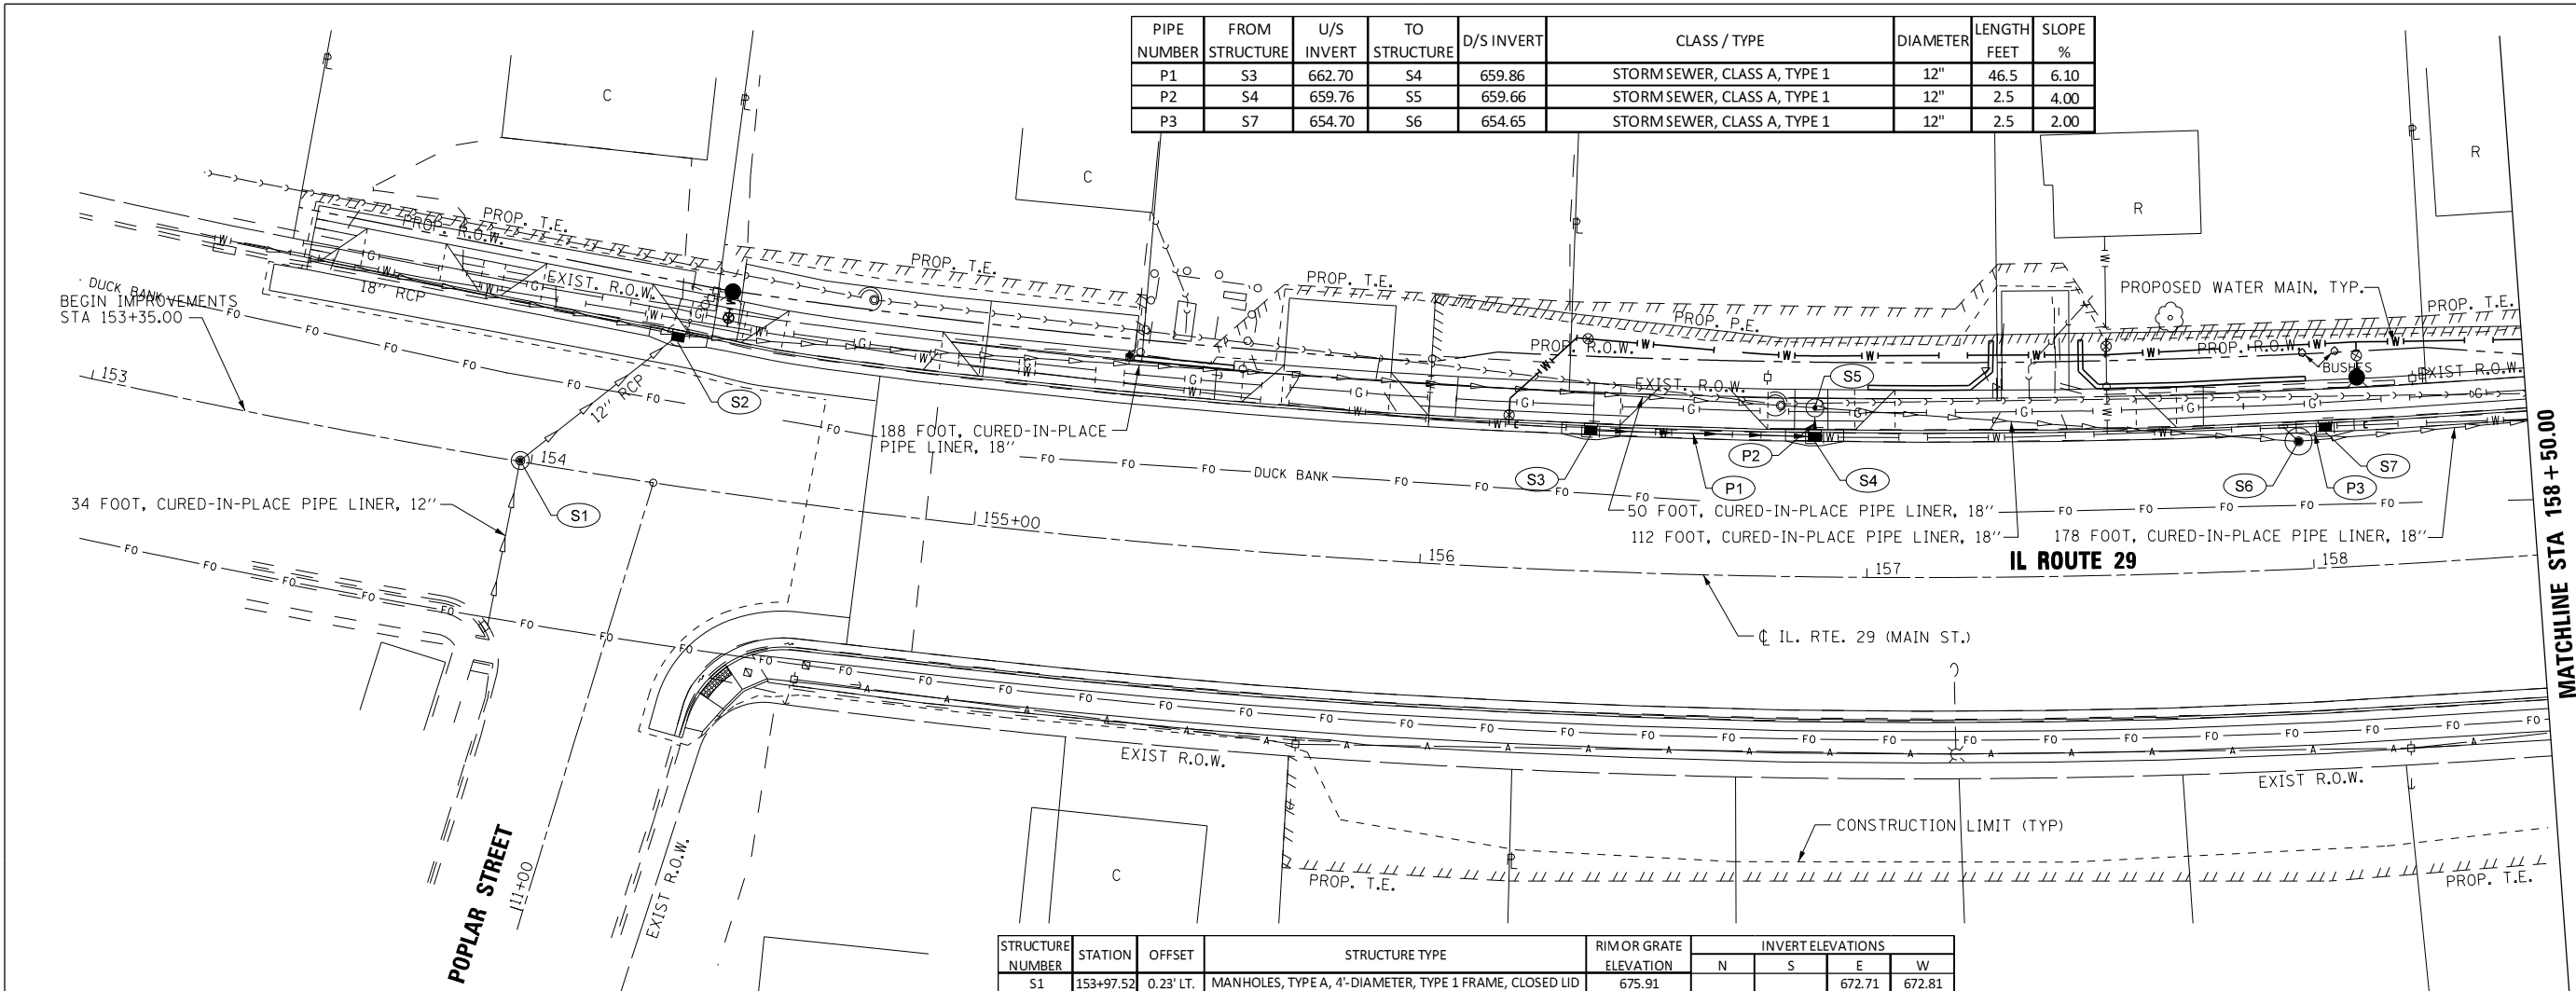 PIPE NUMBER FROM STRUCTURE U/S INVERT TO STRUCTURE D/S INVERT CLASS / TYPE DIAMETER LENGTH FEET SLOPE %
P1 S3 662.70 S4 659.86 STORM SEWER, CLASS A, TYPE 1 12" 46.5 6.10
P2 S4 659.76 S5 659.66 STORM SEWER, CLASS A, TYPE 1 12" 2.5 4.00
P3 S7 654.70 S6 654.65 STORM SEWER, CLASS A, TYPE 1 12" 2.5 2.00
C
C
R
R
PROP. T.E.
PROP. R.O.W.
EXIST. R.O.W.
PROP. T.E.
PROP. T.E.
PROP. P.E.
PROP. R.O.W.
EXIST. R.O.W.
PROPOSED WATER MAIN, TYP.
PROP. T.E.
PROP. R.O.W.
BUSHES
EXIST R.O.W.
DUCK BANK
18" RCP
BEGIN IMPROVEMENTS
STA 153+35.00
153
12" RCP
S2
154
S1
34 FOOT, CURED-IN-PLACE PIPE LINER, 12"
188 FOOT, CURED-IN-PLACE
PIPE LINER, 18"
DUCK BANK
155+00
S3
P1
P2
S5
S4
S6
P3
S7
50 FOOT, CURED-IN-PLACE PIPE LINER, 18"
112 FOOT, CURED-IN-PLACE PIPE LINER, 18"
178 FOOT, CURED-IN-PLACE PIPE LINER, 18"
156
157
IL ROUTE 29
158
MATCHLINE STA 158+50.00
℄ IL. RTE. 29 (MAIN ST.)
EXIST R.O.W.
EXIST R.O.W.
CONSTRUCTION LIMIT (TYP)
PROP. T.E.
PROP. T.E.
C
POPLAR STREET
11+00
EXIST R.O.W.
STRUCTURE NUMBER STATION OFFSET STRUCTURE TYPE RIM OR GRATE ELEVATION INVERT ELEVATIONS N S E W
S1 153+97.52 0.23' LT. MANHOLES, TYPE A, 4'-DIAMETER, TYPE 1 FRAME, CLOSED LID 675.91 672.71 672.81